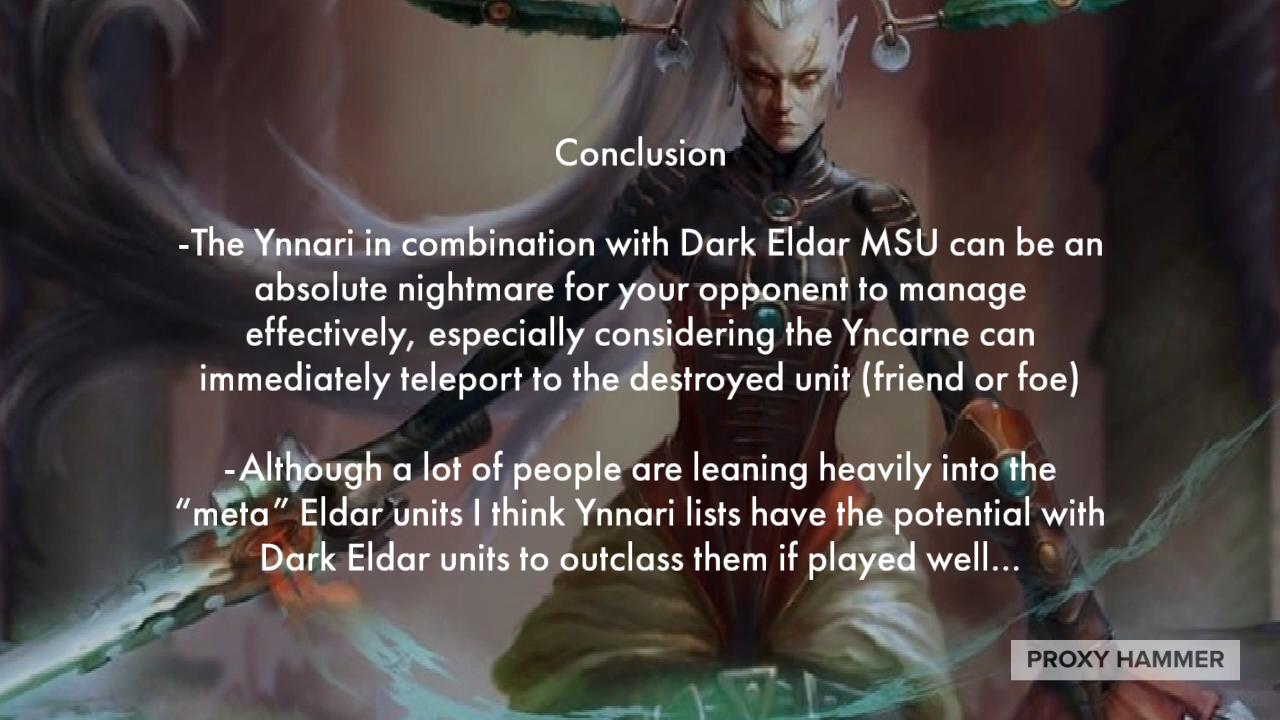 Conclusion
-The Ynnari in combination with Dark Eldar MSU can be an
absolute nightmare for your opponent to manage
effectively, especially considering the Yncarne can
immediately teleport to the destroyed unit (friend or foe)
-Although a lot of people are leaning heavily into the
“meta” Eldar units I think Ynnari lists have the potential with
Dark Eldar units to outclass them if played well...
PROXY HAMMER